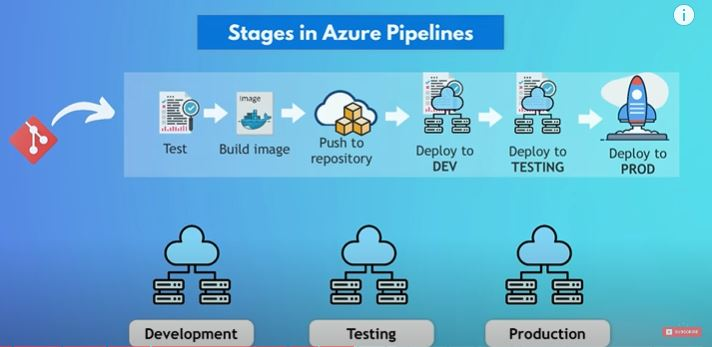 Stages in Azure Pipelines
image
Test
Build image
Push to
repository
Deploy to
DEV
Deploy to
TESTING
Deploy to
PROD
Development
Testing
Production
SUBSCRIBE